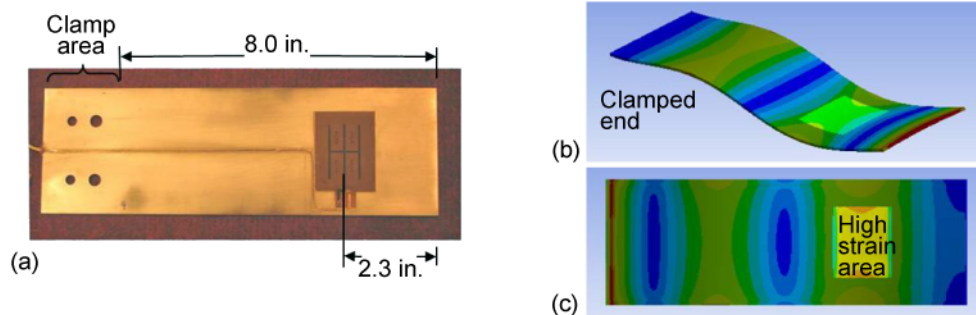 Clamp
area
8.0 in.
2.3 in.
(a)
Clamped
end
(b)
High
strain
area
(c)